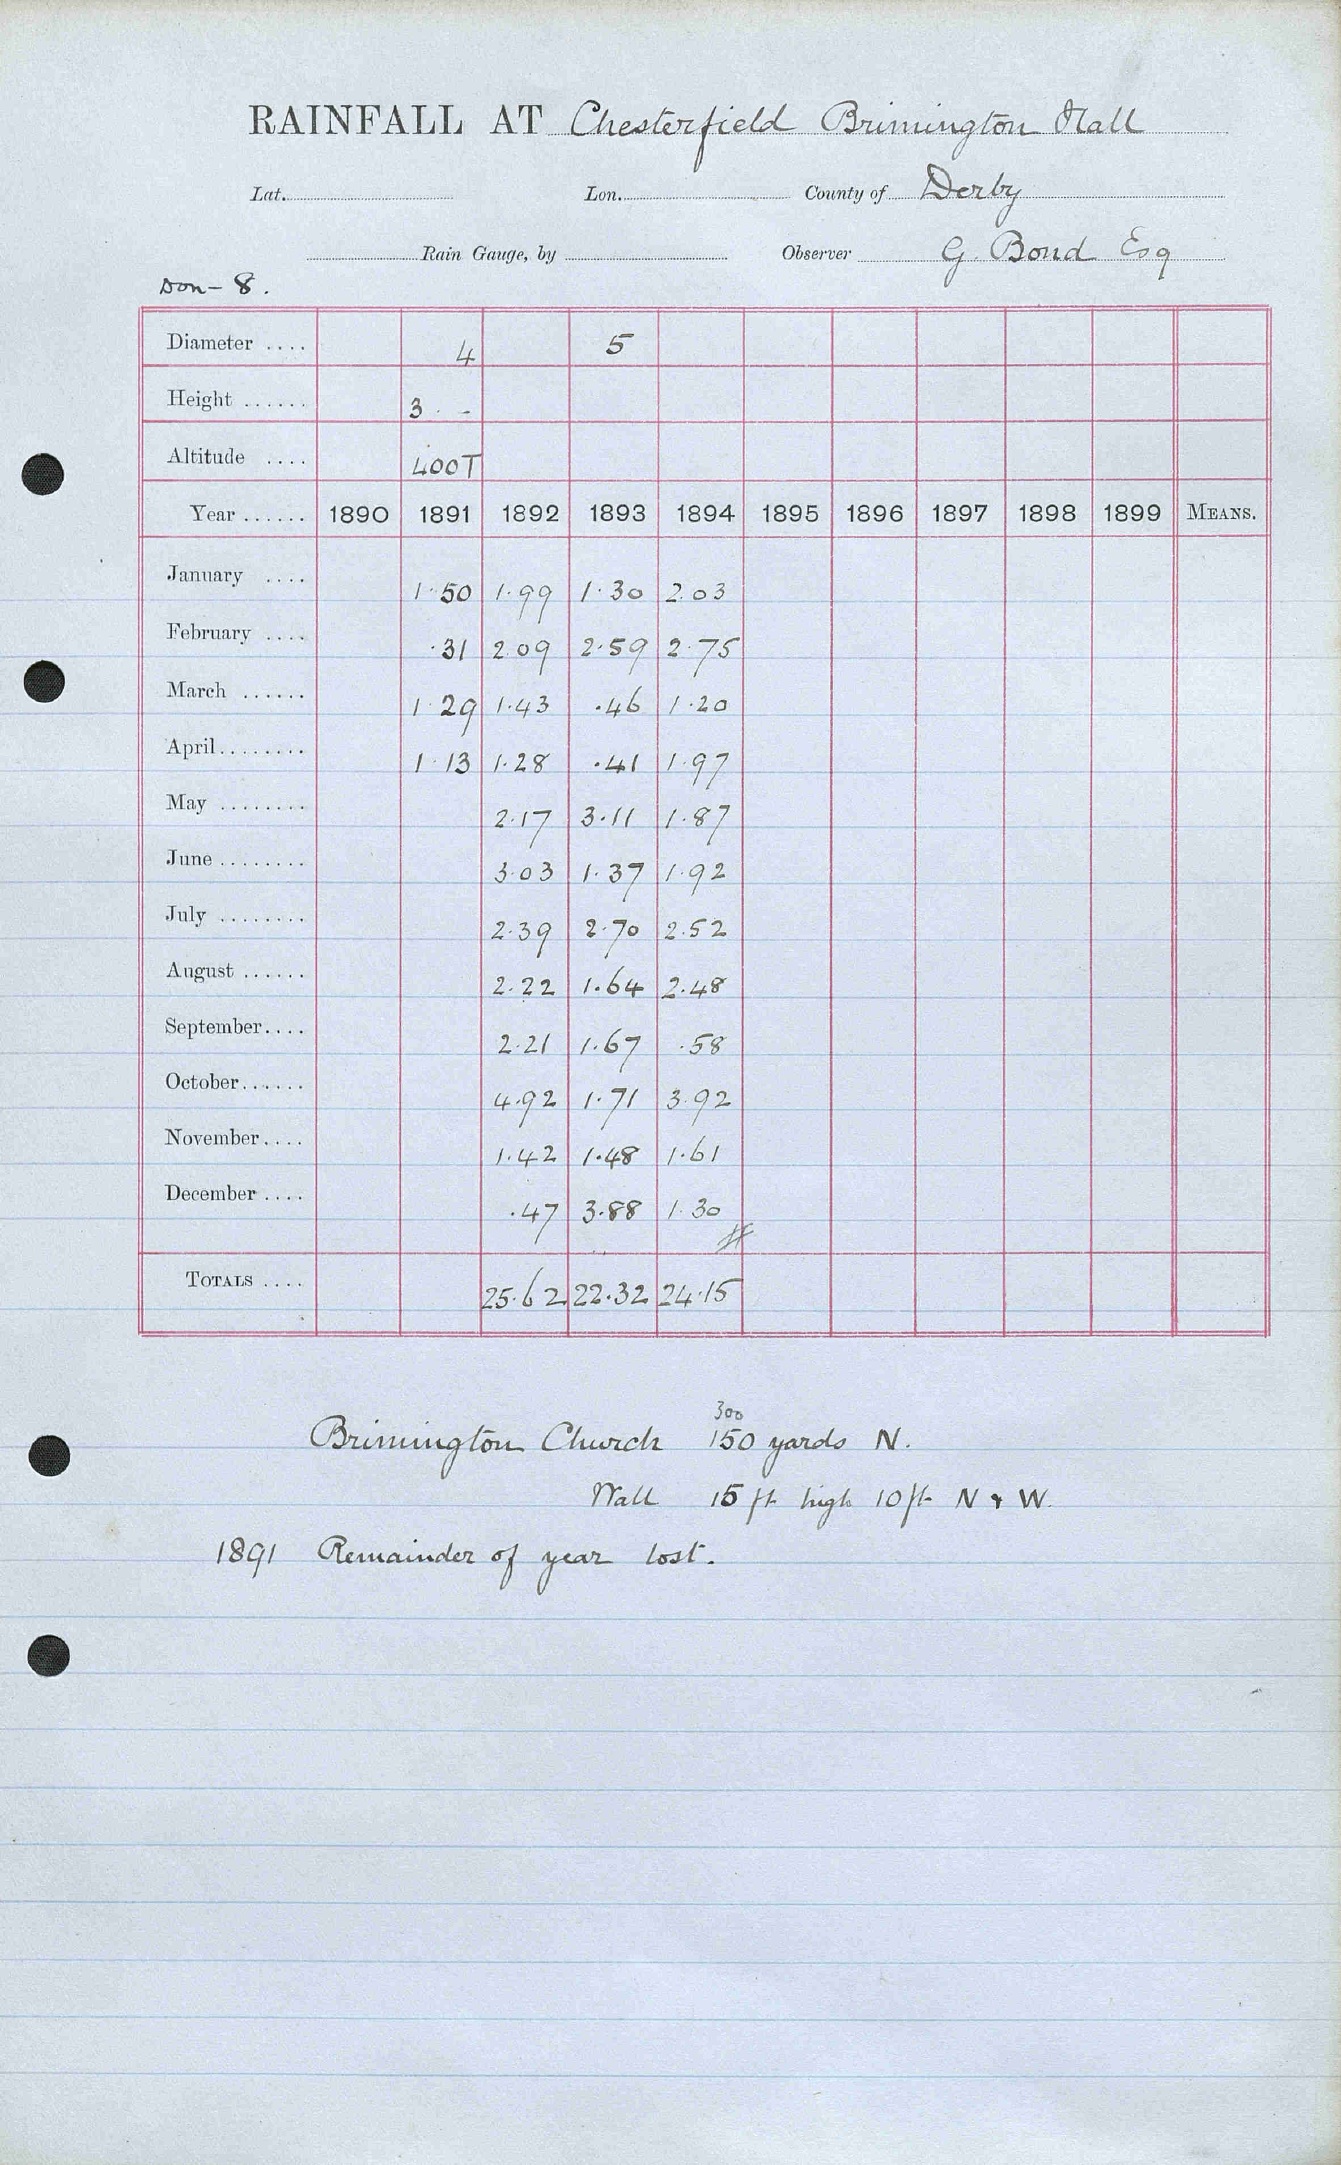 RAINFALL AT Chesterfield Brimington Hall
Lat. Lon. County of Derby
Rain Gauge, by Observer G. Bond Esq
Don-8.
Diameter .... 4 5
Height ...... 3 . -
Altitude .... 400T
Year ...... 1890 1891 1892 1893 1894 1895 1896 1897 1898 1899 MEANS.
January .... 1.50 1.99 1.30 2.03
February .... .31 2.09 2.59 2.75
March ...... 1.29 1.43 .46 1.20
April ........ 1.13 1.28 .41 1.97
May ........ 2.17 3.11 1.87
June ........ 3.03 1.37 1.92
July ........ 2.39 2.70 2.52
August ...... 2.22 1.64 2.48
September .... 2.21 1.67 .58
October ...... 4.92 1.71 3.92
November .... 1.42 1.48 1.61
December .... .47 3.88 1.30
TOTALS .... 25.62 22.32 24.15
300
Brimington Church 150 yards N.
Wall 15 ft high 10 ft N & W.
1891 Remainder of year lost.